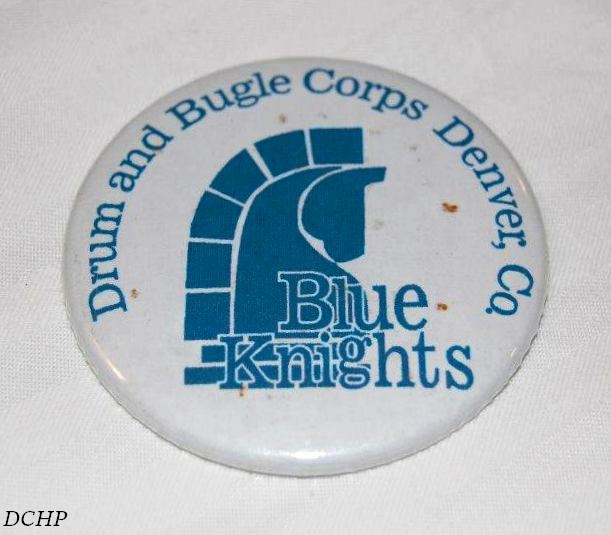 Drum and Bugle Corps Denver, Co.
Blue
Knights
DCHP